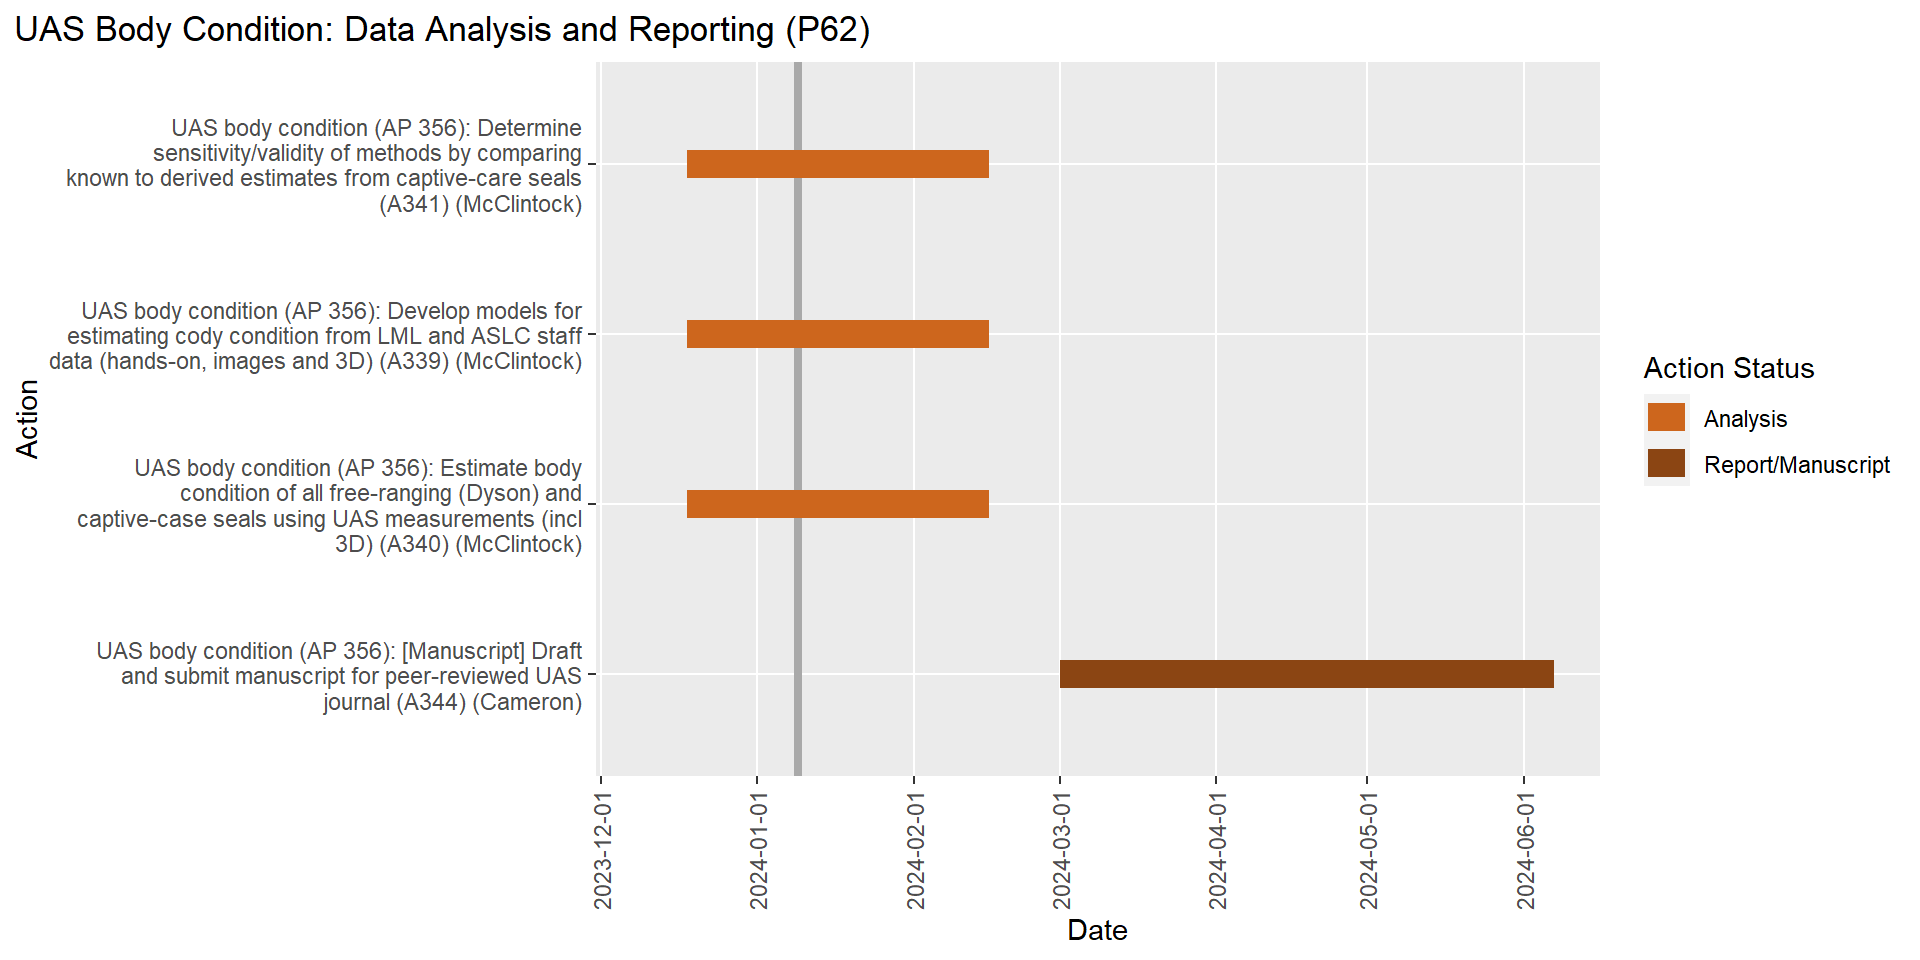 UAS Body Condition: Data Analysis and Reporting (P62)
UAS body condition (AP 356): Determine
sensitivity/validity of methods by comparing
known to derived estimates from captive-care seals
(A341) (McClintock)
UAS body condition (AP 356): Develop models for
estimating cody condition from LML and ASLC staff
data (hands-on, images and 3D) (A339) (McClintock)
UAS body condition (AP 356): Estimate body
condition of all free-ranging (Dyson) and
captive-case seals using UAS measurements (incl
3D) (A340) (McClintock)
UAS body condition (AP 356): [Manuscript] Draft
and submit manuscript for peer-reviewed UAS
journal (A344) (Cameron)
Action
2023-12-01
2024-01-01
2024-02-01
2024-03-01
2024-04-01
2024-05-01
2024-06-01
Date
Action Status
Analysis
Report/Manuscript